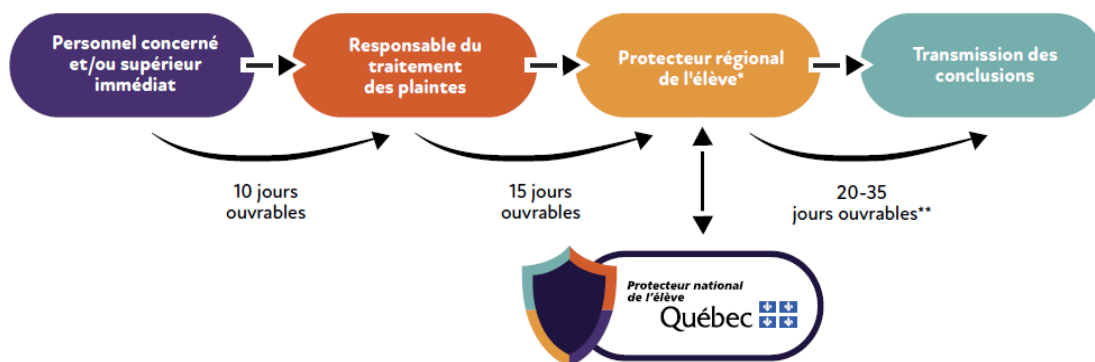 Personnel concerné
et/ou supérieur
immédiat
Responsable du
traitement
des plaintes
Protecteur régional
de l'élève*
Transmission des
conclusions
10 jours
ouvrables
15 jours
ouvrables
20-35
jours ouvrables**
Protecteur national
de l'élève
Québec